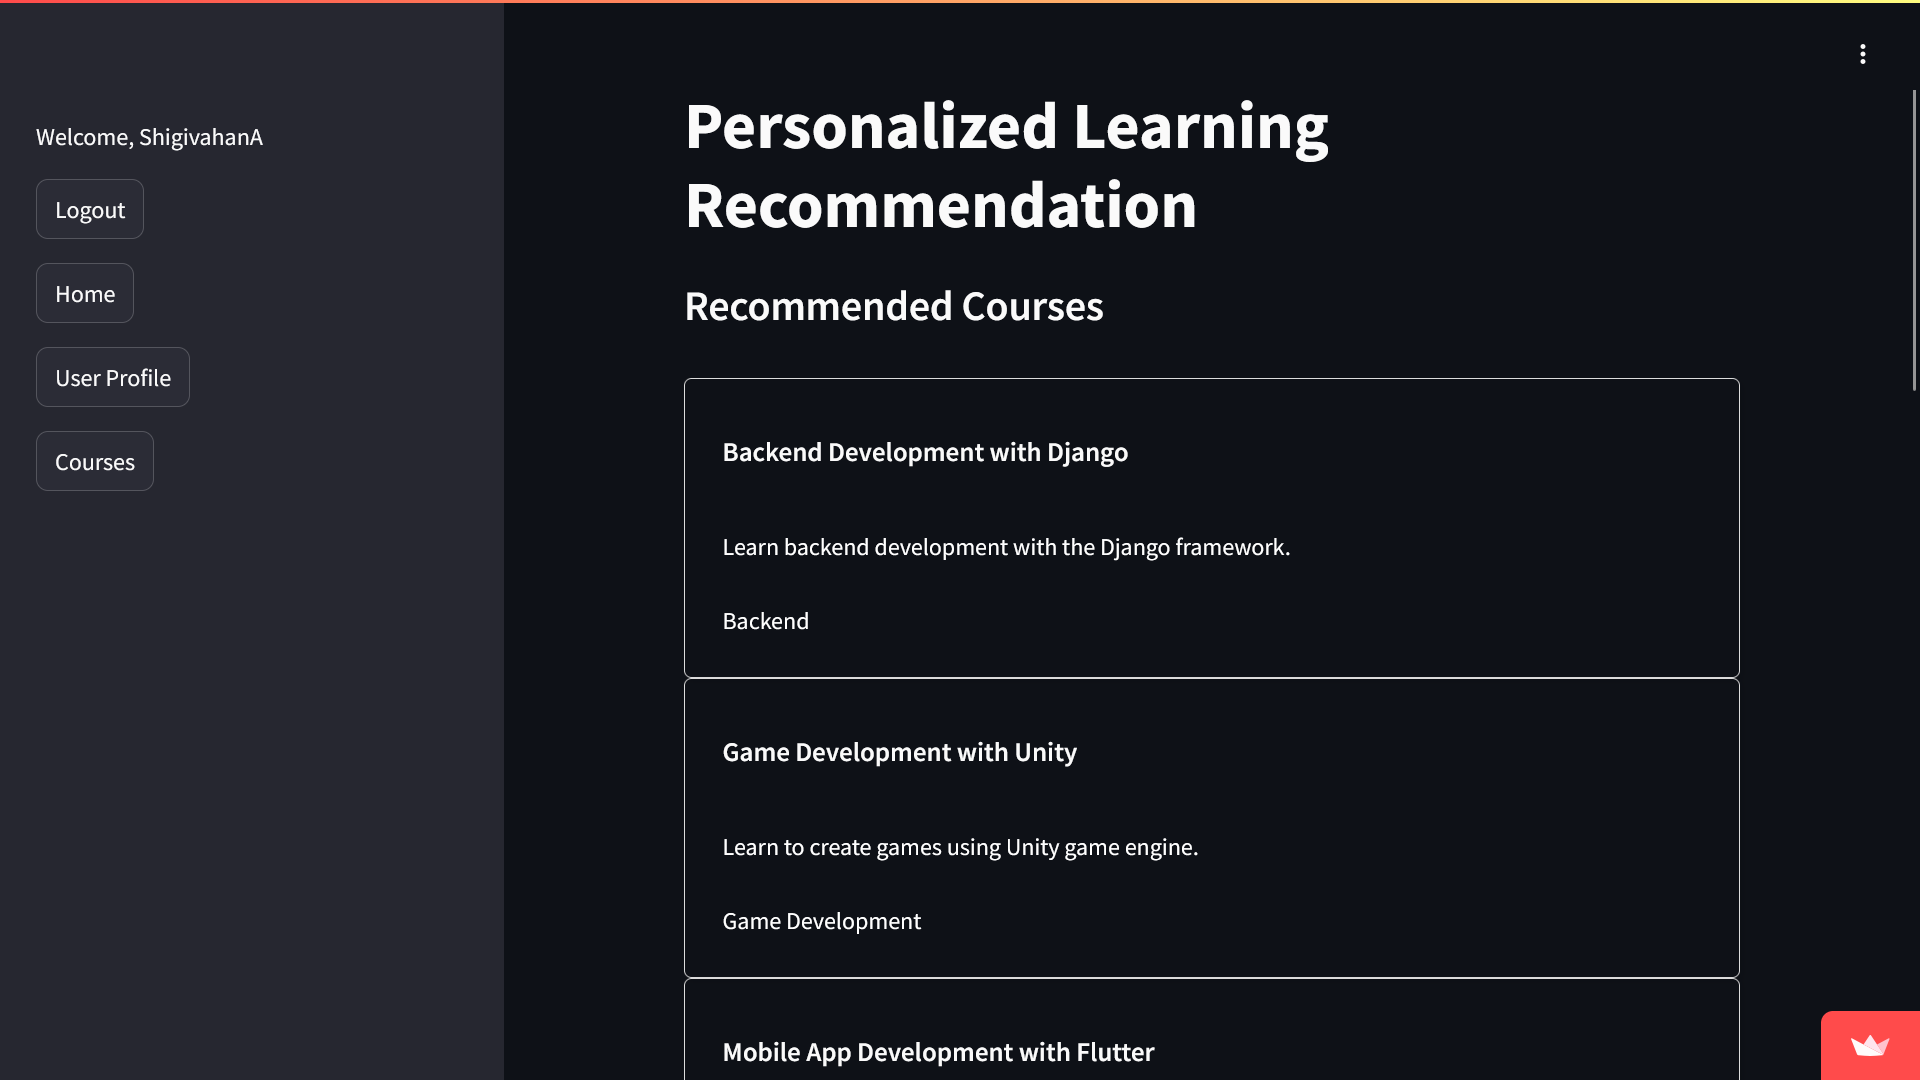 Welcome, ShigivahanA
Logout
Home
User Profile
Courses
Personalized Learning
Recommendation
Recommended Courses
Backend Development with Django
Learn backend development with the Django framework.
Backend
Game Development with Unity
Learn to create games using Unity game engine.
Game Development
Mobile App Development with Flutter